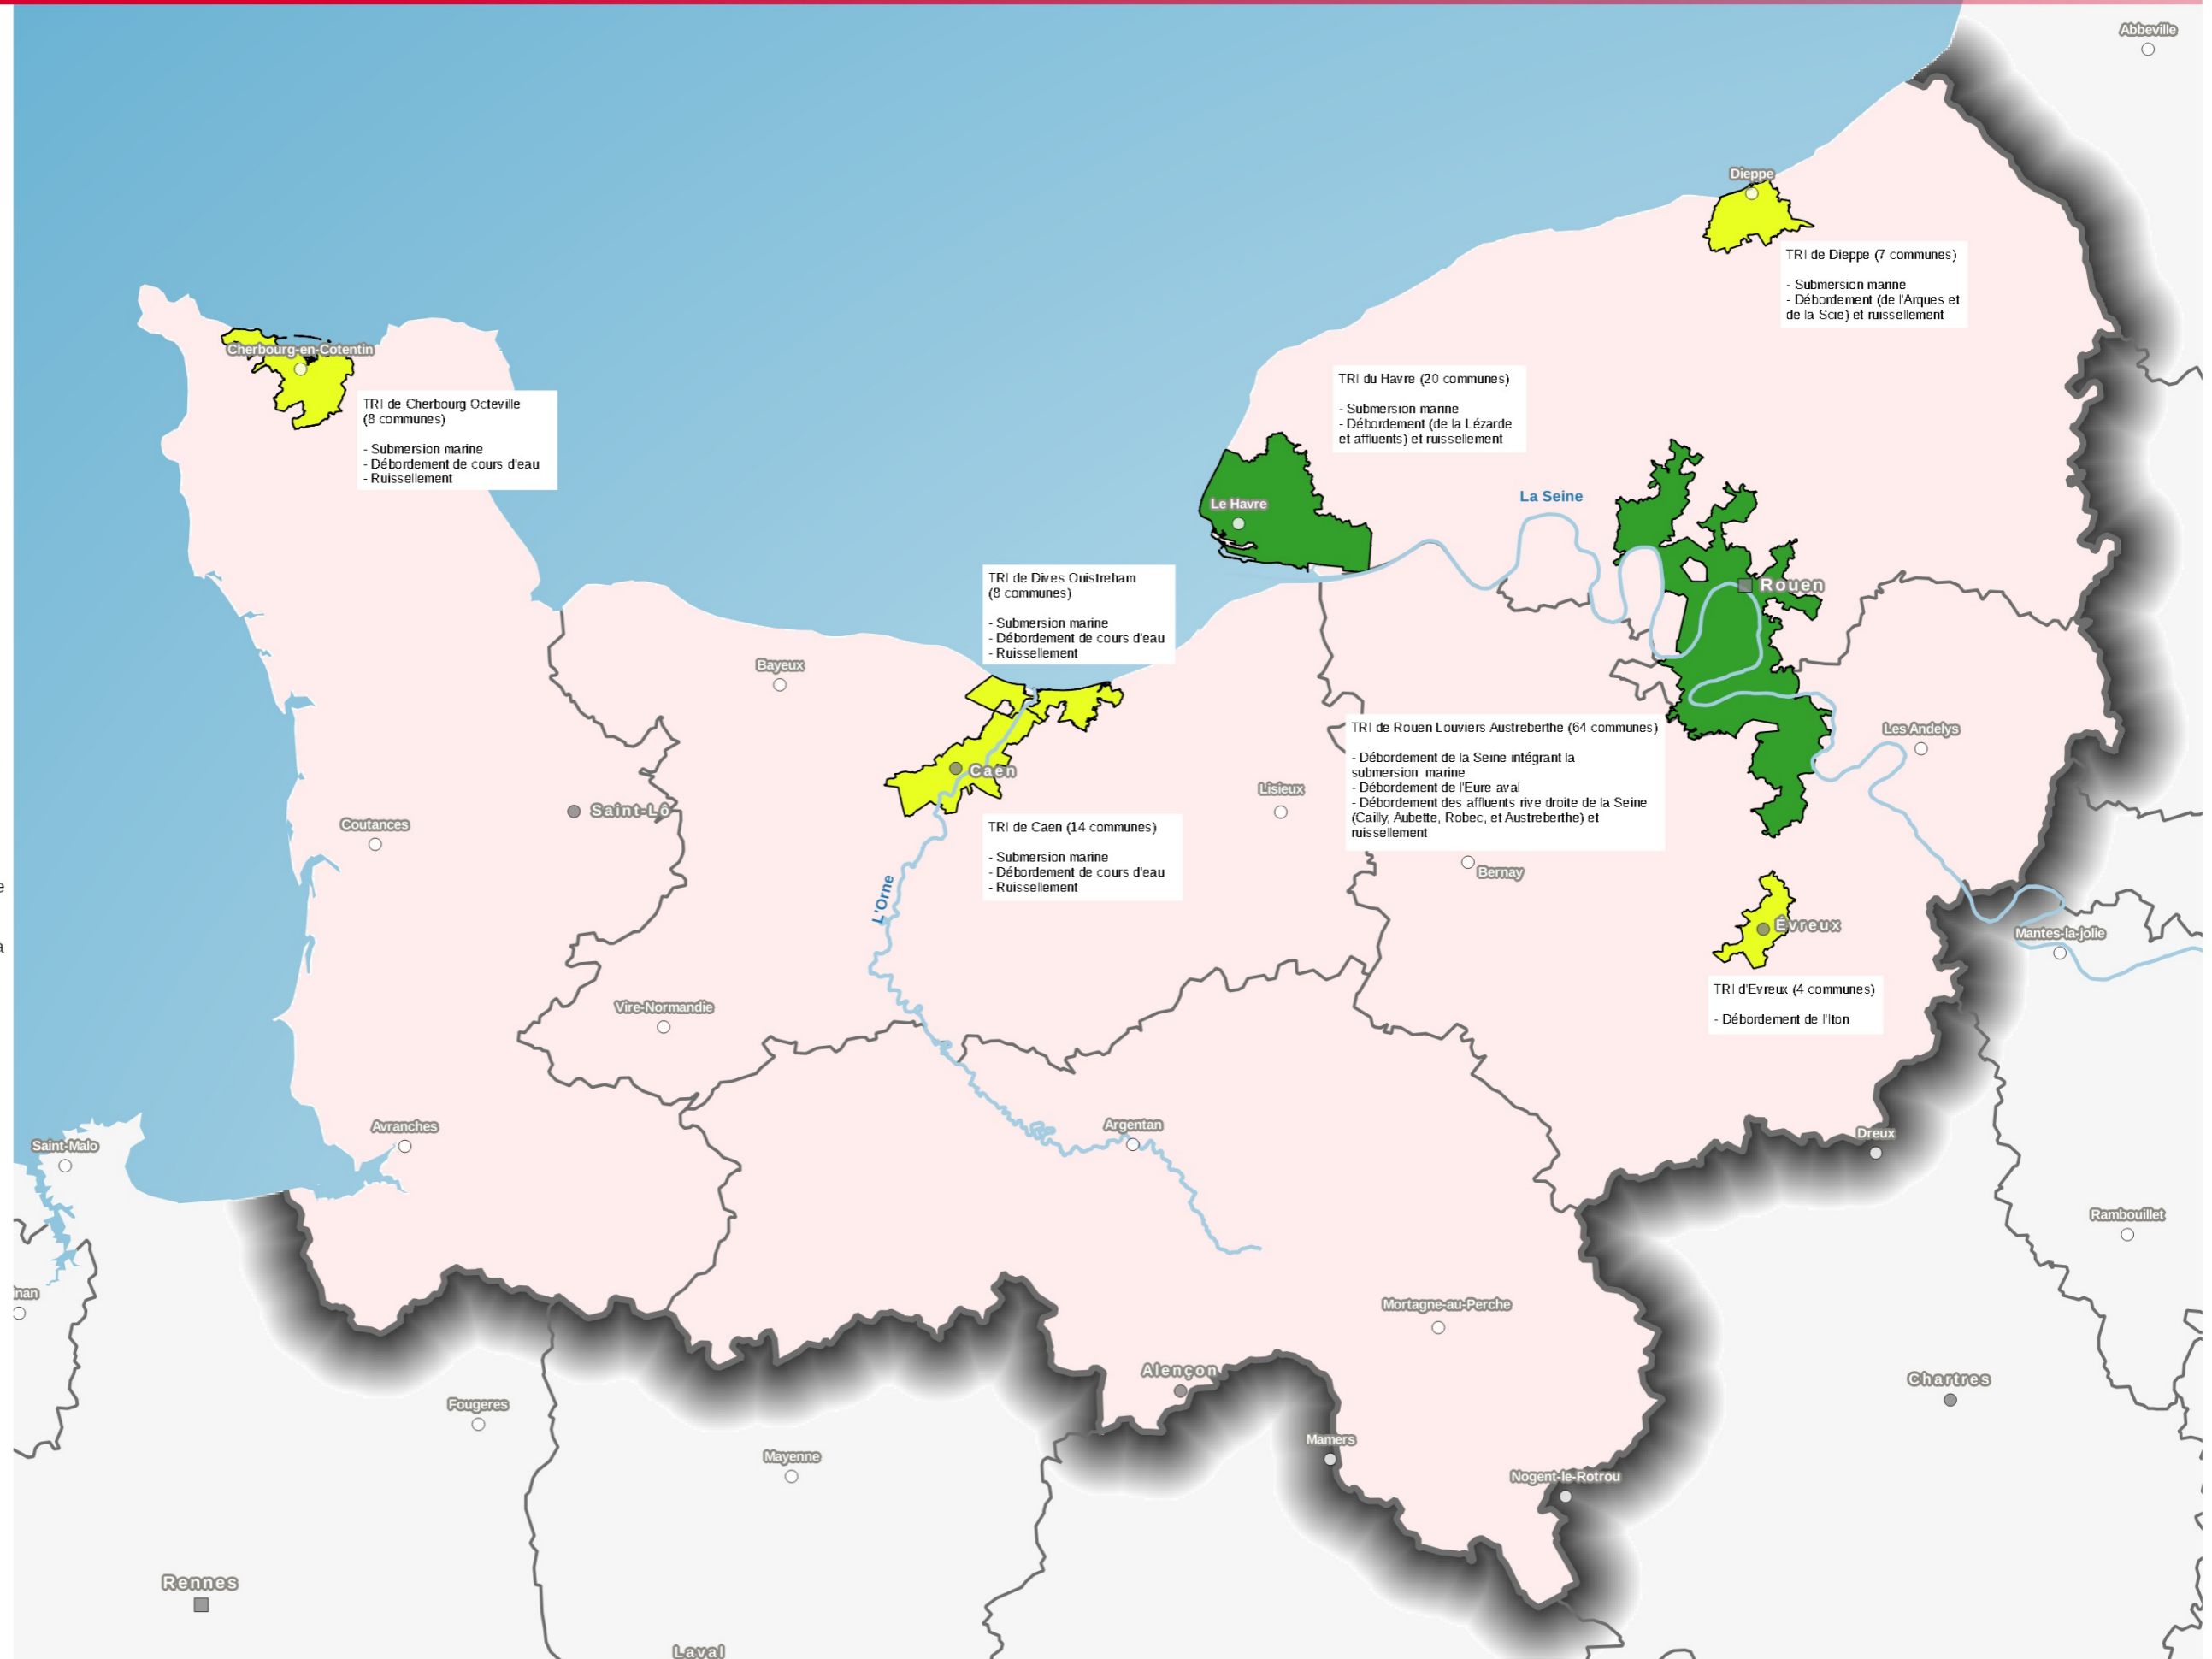 Abbeville
Dieppe
TRI de Dieppe (7 communes)
- Submersion marine
- Débordement (de l'Arques et
de la Scie) et ruissellement
Cherbourg-en-Cotentin
TRI de Cherbourg Octeville
(8 communes)
- Submersion marine
- Débordement de cours d'eau
- Ruissellement
TRI du Havre (20 communes)
- Submersion marine
- Débordement (de la Lézarde
et affluents) et ruissellement
Le Havre
La Seine
Rouen
TRI de Dives Ouistreham
(8 communes)
- Submersion marine
- Débordement de cours d'eau
- Ruissellement
Bayeux
TRI de Rouen Louviers Austreberthe (64 communes)
- Débordement de la Seine intégrant la
submersion marine
- Débordement de l'Eure aval
- Débordement des affluents rive droite de la Seine
(Cailly, Aubette, Robec, et Austreberthe) et
ruissellement
Les Andelys
Caen
Lisieux
Saint-Lô
Coutances
TRI de Caen (14 communes)
- Submersion marine
- Débordement de cours d'eau
- Ruissellement
Bernay
L'Orne
e
a
Évreux
Mantes-la-jolie
TRI d'Evreux (4 communes)
- Débordement de l'Iton
Vire-Normandie
Avranches
Argentan
Saint-Malo
Dreux
Rambouillet
inan
Mortagne-au-Perche
Alençon
Chartres
Fougeres
Mamers
Mayenne
Nogent-le-Rotrou
Rennes
Laval